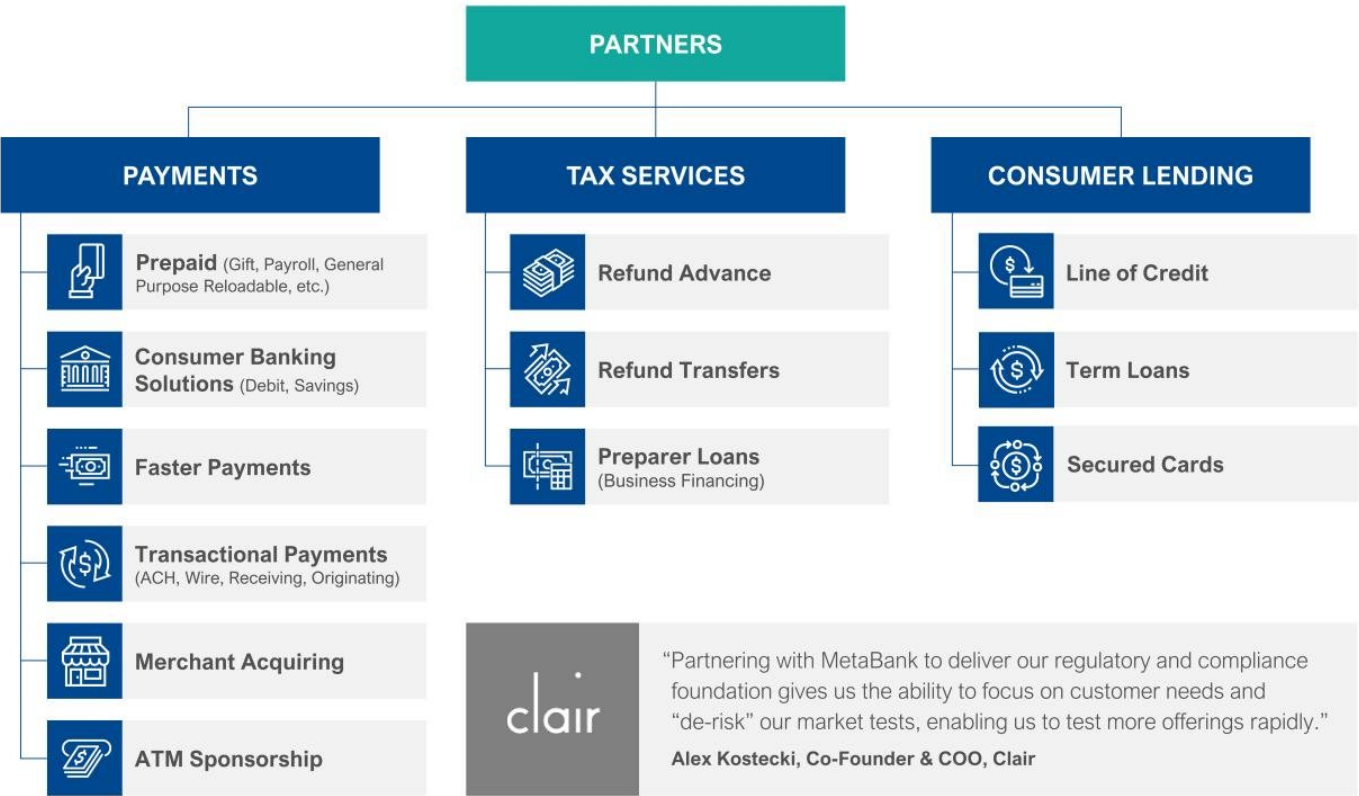 PARTNERS
PAYMENTS
Prepaid (Gift, Payroll, General
Purpose Reloadable, etc.)
Consumer Banking
Solutions (Debit, Savings)
Faster Payments
Transactional Payments
(ACH, Wire, Receiving, Originating)
Merchant Acquiring
ATM Sponsorship
TAX SERVICES
Refund Advance
Refund Transfers
Preparer Loans
(Business Financing)
CONSUMER LENDING
Line of Credit
Term Loans
Secured Cards
clair
“Partnering with MetaBank to deliver our regulatory and compliance
foundation gives us the ability to focus on customer needs and
“de-risk” our market tests, enabling us to test more offerings rapidly.”
Alex Kostecki, Co-Founder & COO, Clair